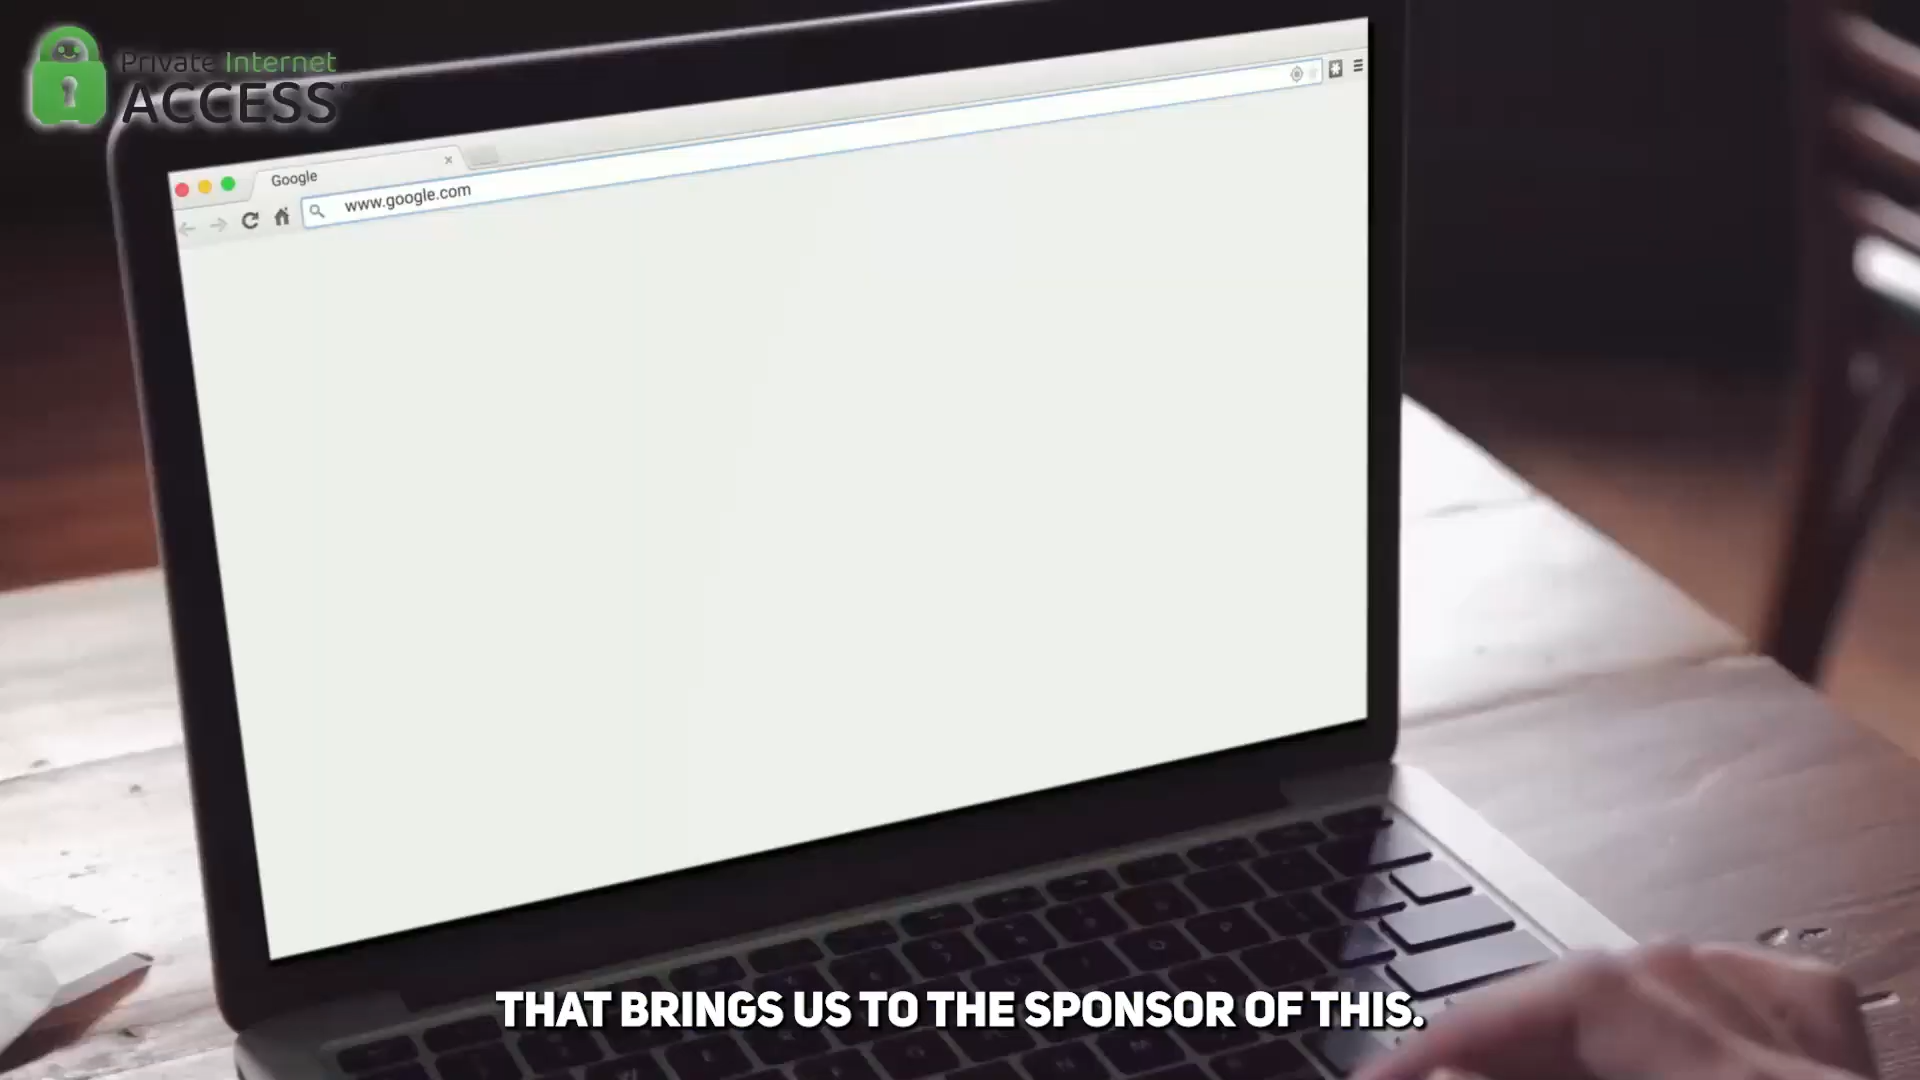 Private Internet
ACCESS
Google
www.google.com
THAT BRINGS US TO THE SPONSOR OF THIS.